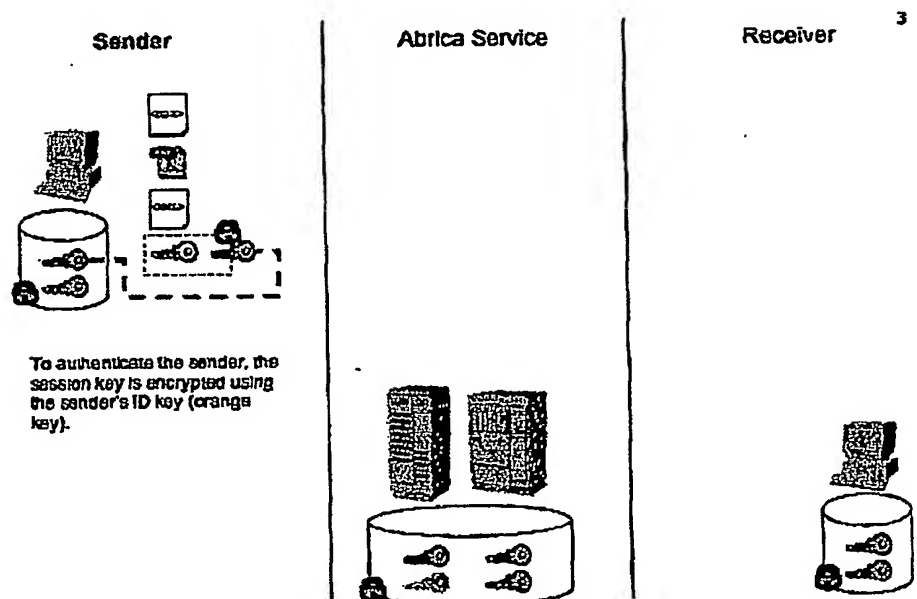 3
Sender
Abrica Service
Receiver
To authenticate the sender, the
session key is encrypted using
the sender's ID key (orange
key).